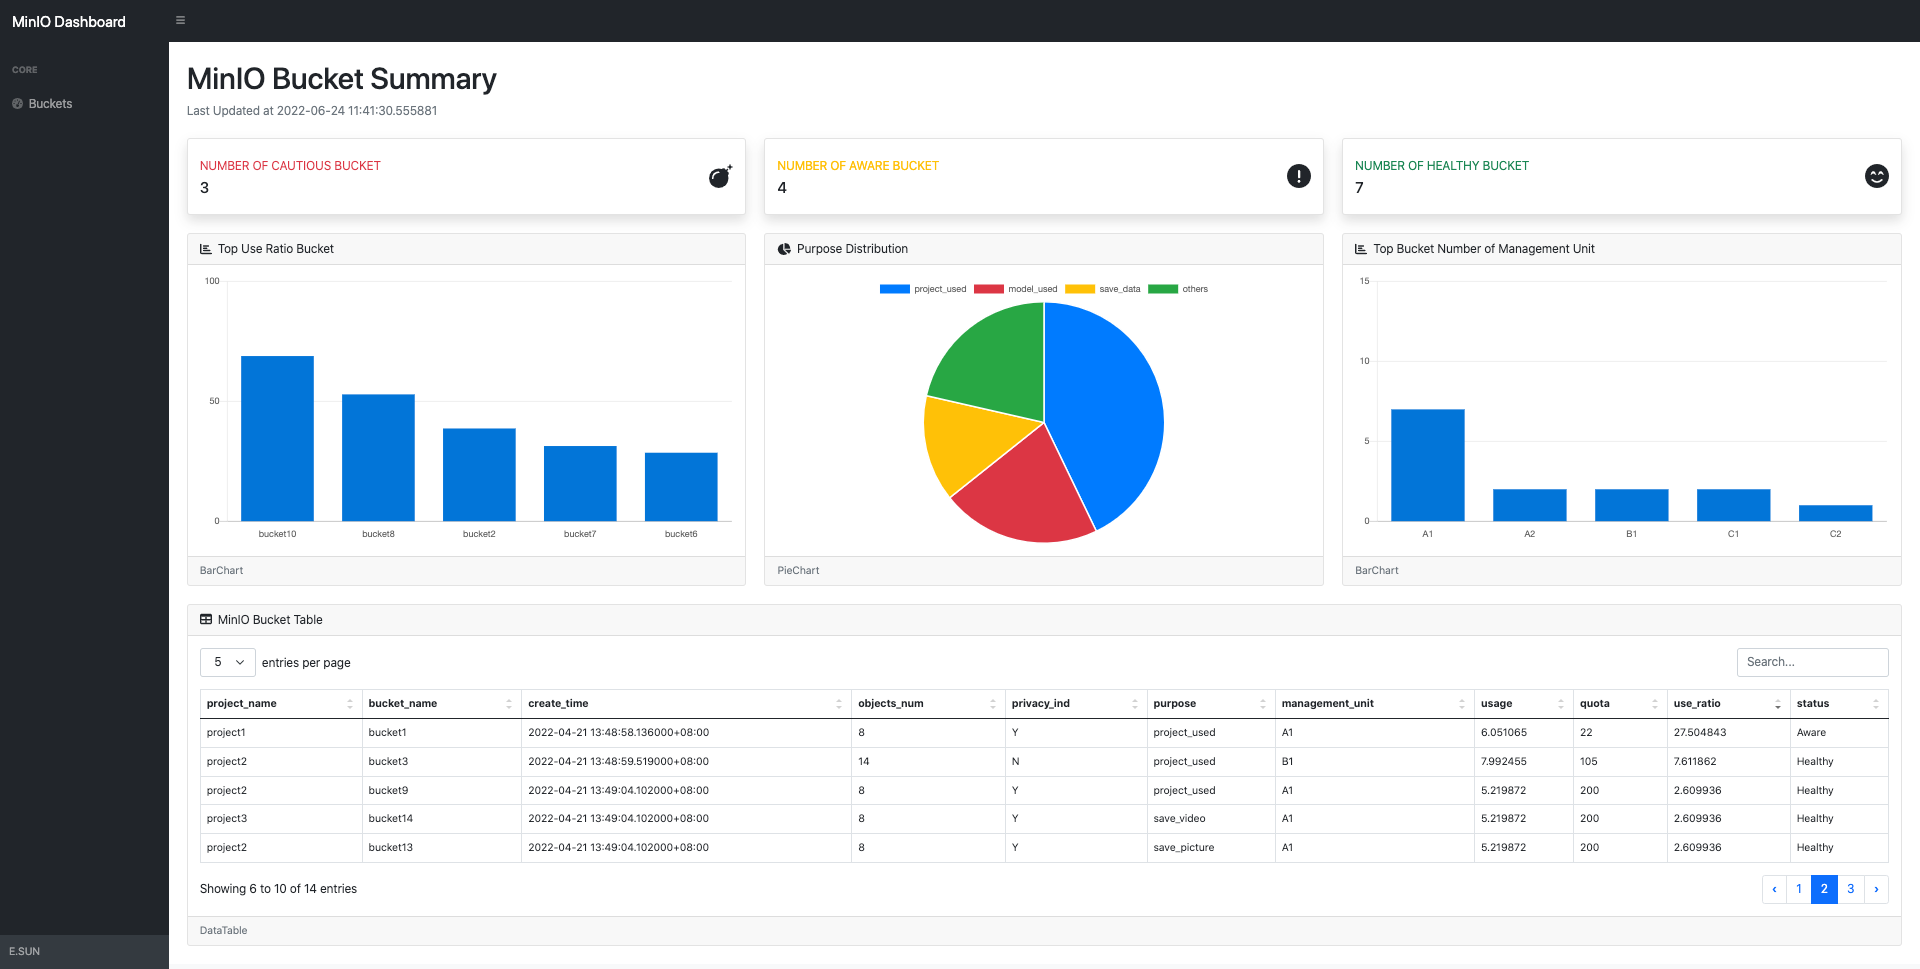 MinIO Dashboard
CORE
Buckets
E.SUN
MinIO Bucket Summary
Last Updated at 2022-06-24 11:41:30.555881
NUMBER OF CAUTIOUS BUCKET
3
NUMBER OF AWARE BUCKET
4
NUMBER OF HEALTHY BUCKET
7
Top Use Ratio Bucket
100
50
0
bucket10 bucket8 bucket2 bucket7 bucket6
BarChart
Purpose Distribution
project_used model_used save_data others
PieChart
Top Bucket Number of Management Unit
15
10
5
0
A1 A2 B1 C1 C2
BarChart
MinIO Bucket Table
5 entries per page
Search...
project_name bucket_name create_time objects_num privacy_ind purpose management_unit usage quota use_ratio status
project1 bucket1 2022-04-21 13:48:58.136000+08:00 8 Y project_used A1 6.051065 22 27.504843 Aware
project2 bucket3 2022-04-21 13:48:59.519000+08:00 14 N project_used B1 7.992455 105 7.611862 Healthy
project2 bucket9 2022-04-21 13:49:04.102000+08:00 8 Y project_used A1 5.219872 200 2.609936 Healthy
project3 bucket14 2022-04-21 13:49:04.102000+08:00 8 Y save_video A1 5.219872 200 2.609936 Healthy
project2 bucket13 2022-04-21 13:49:04.102000+08:00 8 Y save_picture A1 5.219872 200 2.609936 Healthy
Showing 6 to 10 of 14 entries
‹ 1 2 3 ›
DataTable